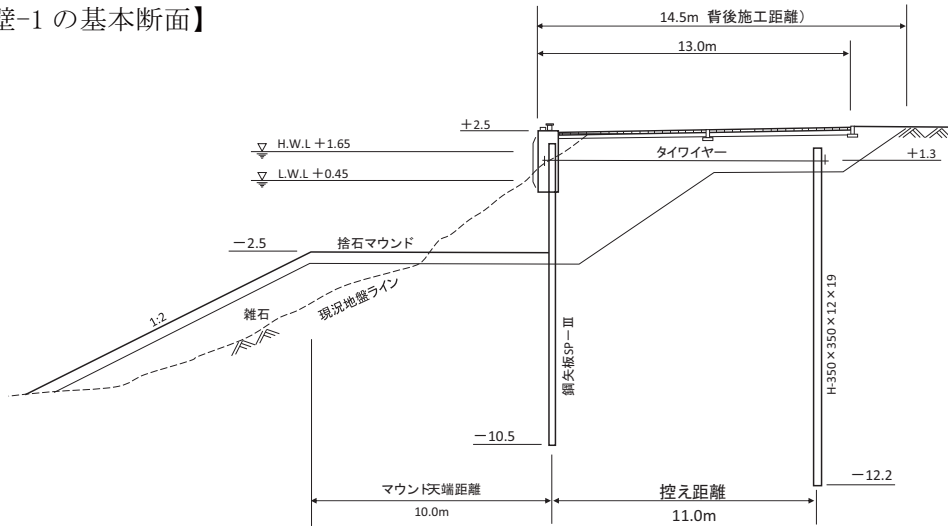 壁-1 の基本断面】
14.5m 背後施工距離）
13.0m
＋2.5
H.W.L ＋1.65
タイワイヤー
＋1.3
L.W.L ＋0.45
－2.5
捨石マウンド
1:2
雑石
現況地盤ライン
鋼矢板SP－Ⅲ
H-350×350×12×19
－10.5
－12.2
マウンド天端距離
10.0m
控え距離
11.0m